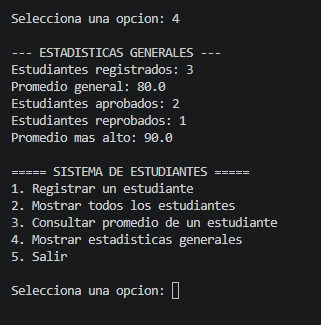 Selecciona una opcion: 4
--- ESTADISTICAS GENERALES ---
Estudiantes registrados: 3
Promedio general: 80.0
Estudiantes aprobados: 2
Estudiantes reprobados: 1
Promedio mas alto: 90.0
===== SISTEMA DE ESTUDIANTES =====
1. Registrar un estudiante
2. Mostrar todos los estudiantes
3. Consultar promedio de un estudiante
4. Mostrar estadisticas generales
5. Salir
Selecciona una opcion: